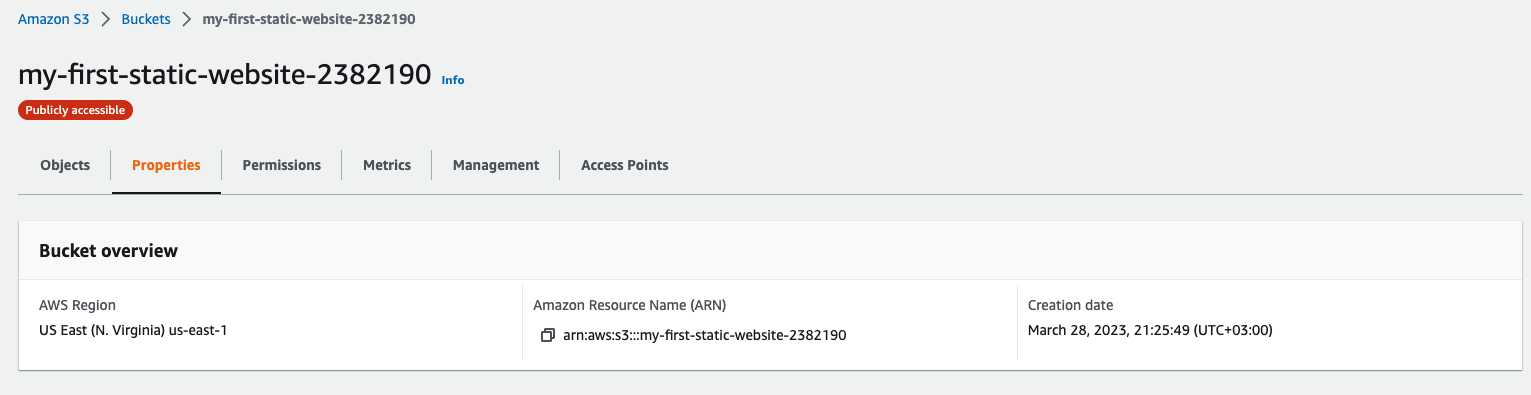 Amazon S3 > Buckets > my-first-static-website-2382190
my-first-static-website-2382190 Info
Publicly accessible
Objects Properties Permissions Metrics Management Access Points
Bucket overview
AWS Region
US East (N. Virginia) us-east-1
Amazon Resource Name (ARN)
arn:aws:s3:::my-first-static-website-2382190
Creation date
March 28, 2023, 21:25:49 (UTC+03:00)